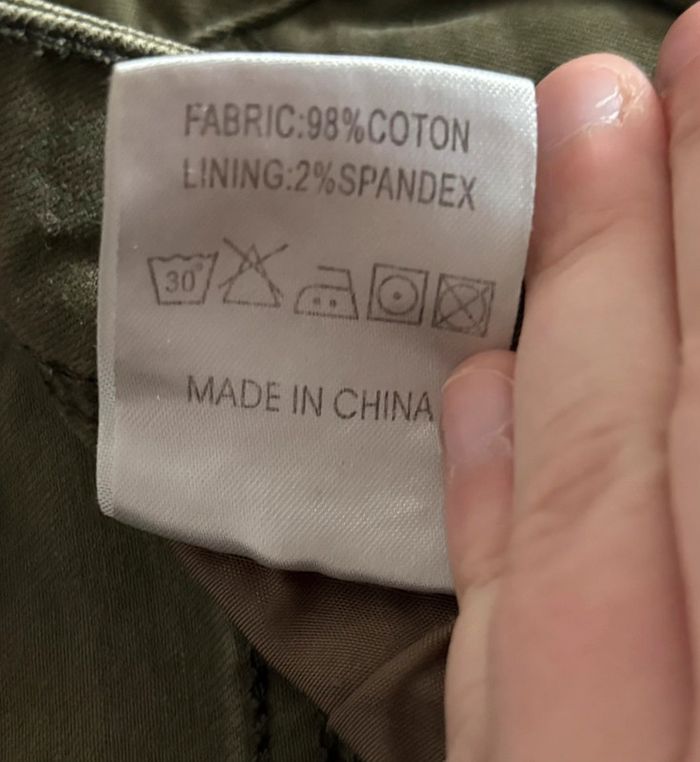 FABRIC:98%COTON
LINING:2%SPANDEX
30°
MADE IN CHINA